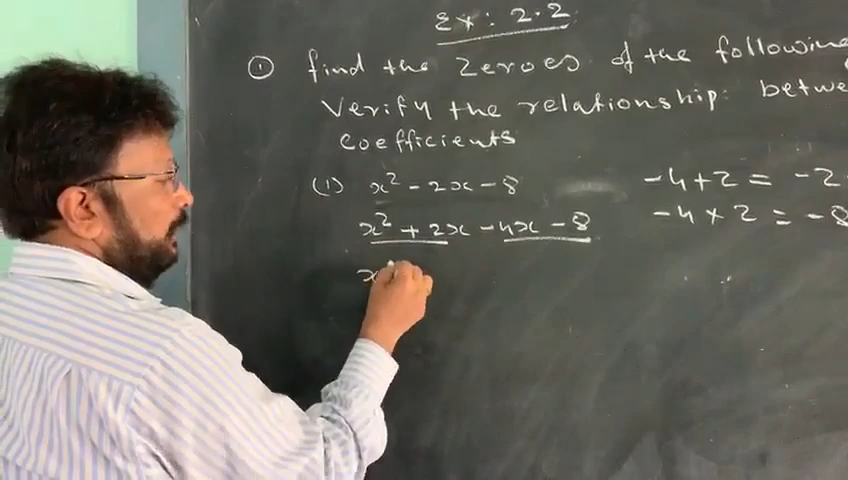 Ex: 2.2
① find the zeroes of the following
Verify the relationship betwe
coefficients
(1) x² - 2x - 8
-4+2 = -2
x² + 2x - 4x - 8
-4 × 2 = -8
x